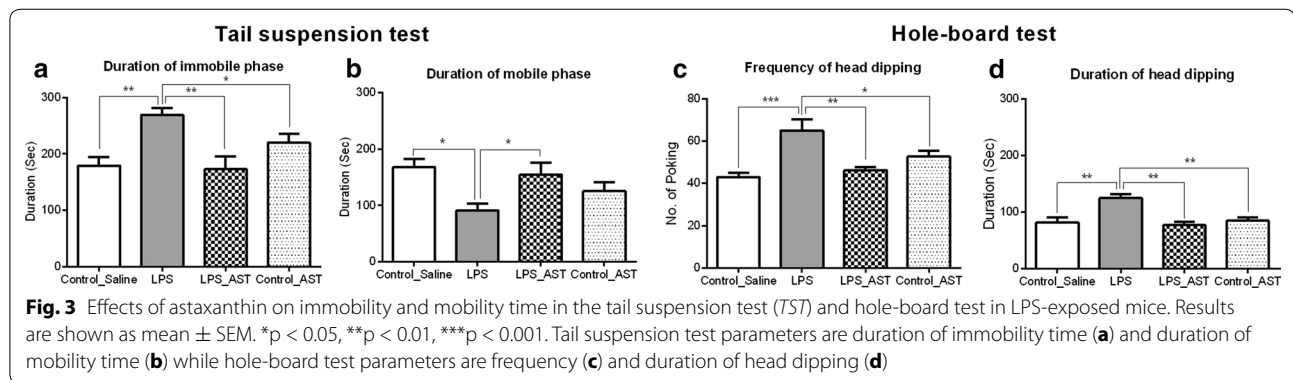 Tail suspension test
Hole-board test
a
Duration of immobile phase
Duration (Sec)
300
200
100
0
**
**
*
Control_Saline LPS LPS_AST Control_AST
b
Duration of mobile phase
Duration (Sec)
300
200
100
0
*
*
Control_Saline LPS LPS_AST Control_AST
c
Frequency of head dipping
No. of Poking
80
60
40
20
0
***
**
*
Control_Saline LPS LPS_AST Control_AST
d
Duration of head dipping
Duration (Sec)
300
200
100
0
**
**
**
Control_Saline LPS LPS_AST Control_AST
Fig. 3 Effects of astaxanthin on immobility and mobility time in the tail suspension test (TST) and hole-board test in LPS-exposed mice. Results
are shown as mean ± SEM. *p < 0.05, **p < 0.01, ***p < 0.001. Tail suspension test parameters are duration of immobility time (a) and duration of
mobility time (b) while hole-board test parameters are frequency (c) and duration of head dipping (d)